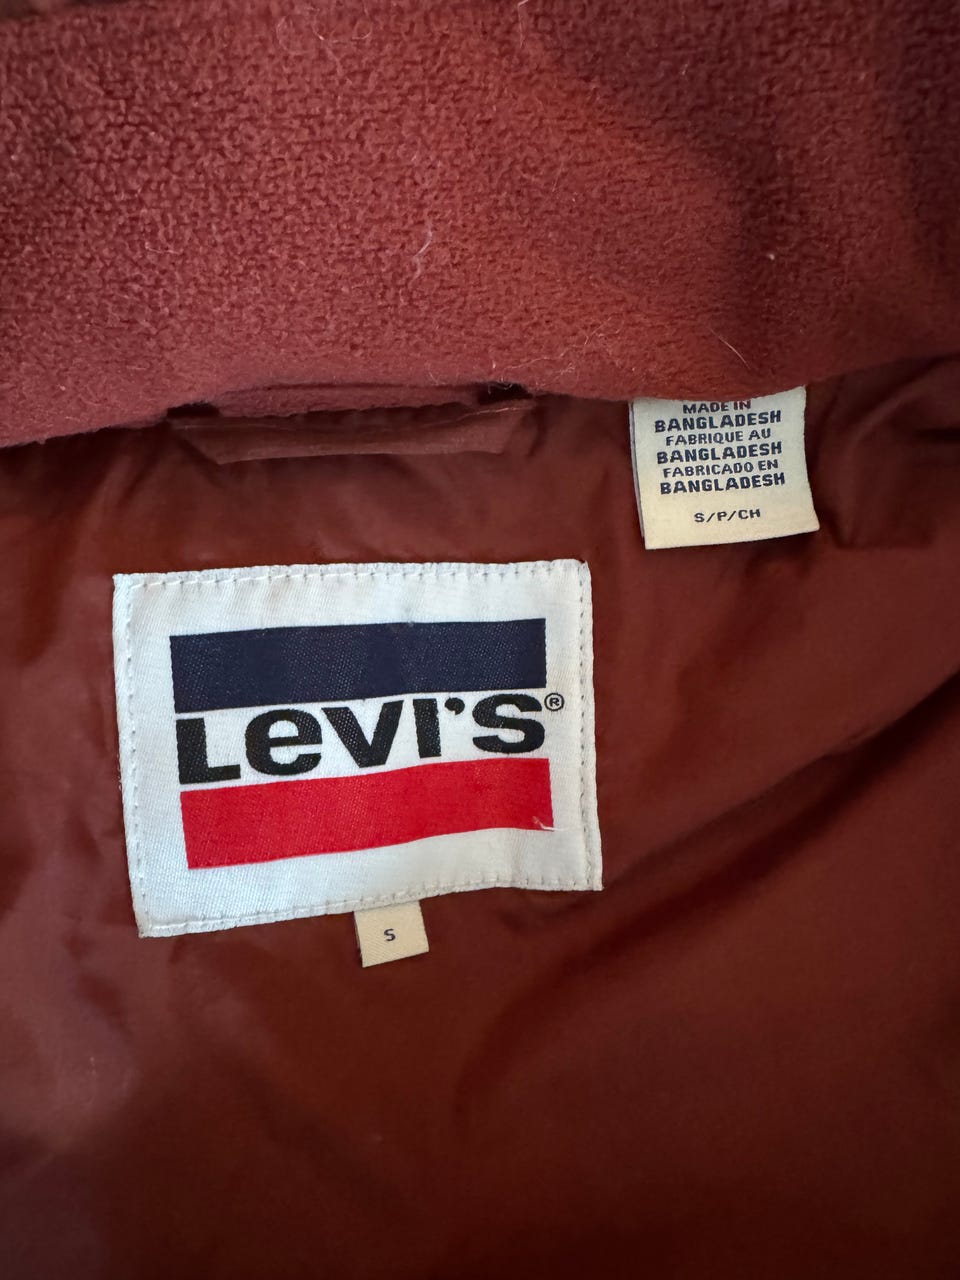 MADE IN
BANGLADESH
FABRIQUE AU
BANGLADESH
FABRICADO EN
BANGLADESH
S/P/CH
Levi's®
S